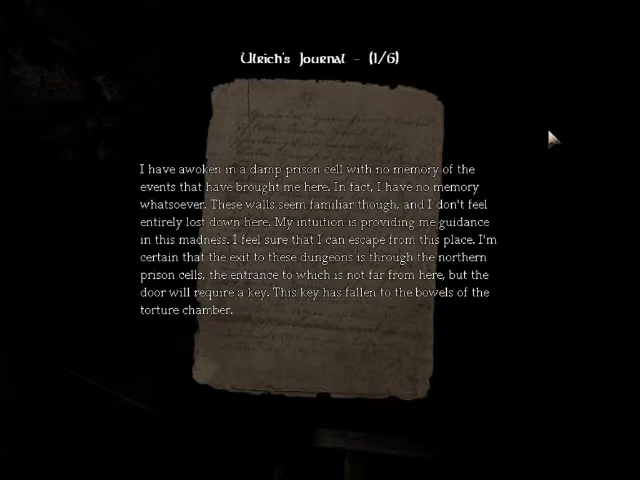 Ulrich's Journal - (1/6)
I have awoken in a damp prison cell with no memory of the
events that have brought me here. In fact, I have no memory
whatsoever. These walls seem familiar though, and I don't feel
entirely lost down here. My intuition is providing me guidance
in this madness. I feel sure that I can escape from this place. I'm
certain that the exit to these dungeons is through the northern
prison cells, the entrance to which is not far from here, but the
door will require a key. This key has fallen to the bowels of the
torture chamber.